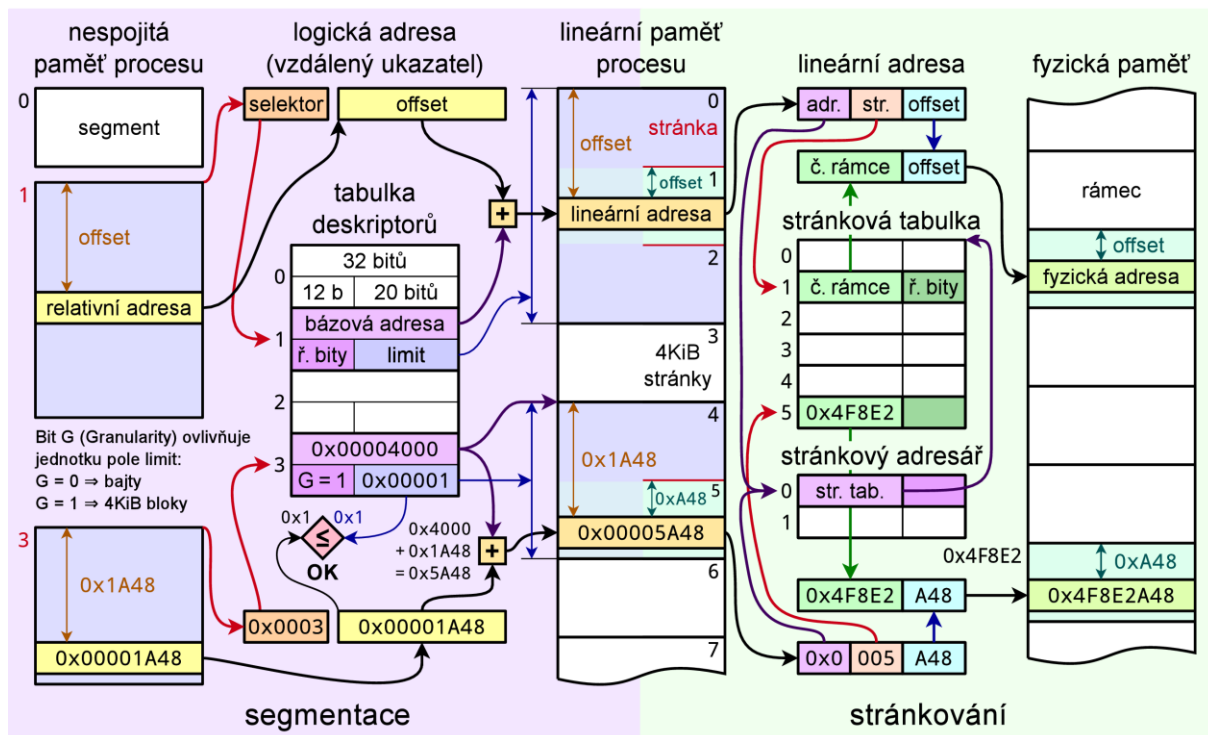 nespojitá
paměť procesu
0
segment
1
offset
relativní adresa
Bit G (Granularity) ovlivňuje
jednotku pole limit:
G = 0 ⇒ bajty
G = 1 ⇒ 4KiB bloky
3
0x1A48
0x00001A48
logická adresa
(vzdálený ukazatel)
selektor
offset
tabulka
deskriptorů
32 bitů
0
12 b
20 bitů
bázová adresa
1
ř. bity
limit
2
0x00004000
3
G = 1
0x00001
0x1
0x1
≤
OK
0x4000
+ 0x1A48
= 0x5A48
+
+
0x0003
0x00001A48
segmentace
lineární paměť
procesu
0
stránka
offset
1
offset
lineární adresa
2
3
4KiB
stránky
4
0x1A48
5
0xA48
0x00005A48
6
7
lineární adresa
adr.
str.
offset
č. rámce
offset
stránková tabulka
0
1
č. rámce
ř. bity
2
3
4
5
0x4F8E2
stránkový adresář
0
str. tab.
1
0x4F8E2
0x4F8E2
A48
0x0
005
A48
stránkování
fyzická paměť
rámec
offset
fyzická adresa
0xA48
0x4F8E2A48